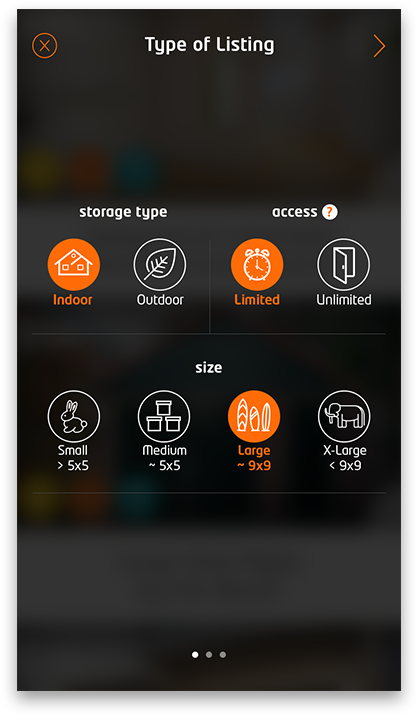 Type of Listing
storage type
access ?
Indoor
Outdoor
Limited
Unlimited
size
Small
> 5x5
Medium
~ 5x5
Large
~ 9x9
X-Large
< 9x9